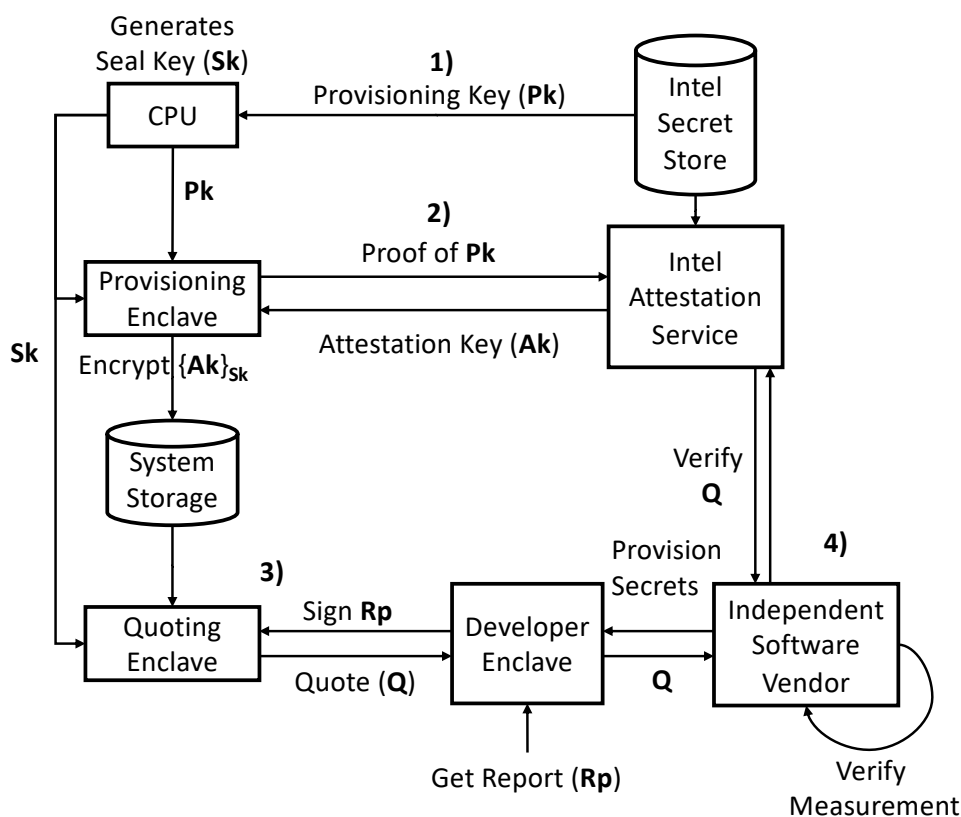 Generates
Seal Key (Sk)
1)
Provisioning Key (Pk)
CPU
Intel
Secret
Store
Pk
2)
Proof of Pk
Provisioning
Enclave
Intel
Attestation
Service
Attestation Key (Ak)
Sk
Encrypt {Ak}Sk
System
Storage
Verify
Q
3)
4)
Provision
Secrets
Sign Rp
Quoting
Enclave
Developer
Enclave
Independent
Software
Vendor
Quote (Q)
Q
Get Report (Rp)
Verify
Measurement